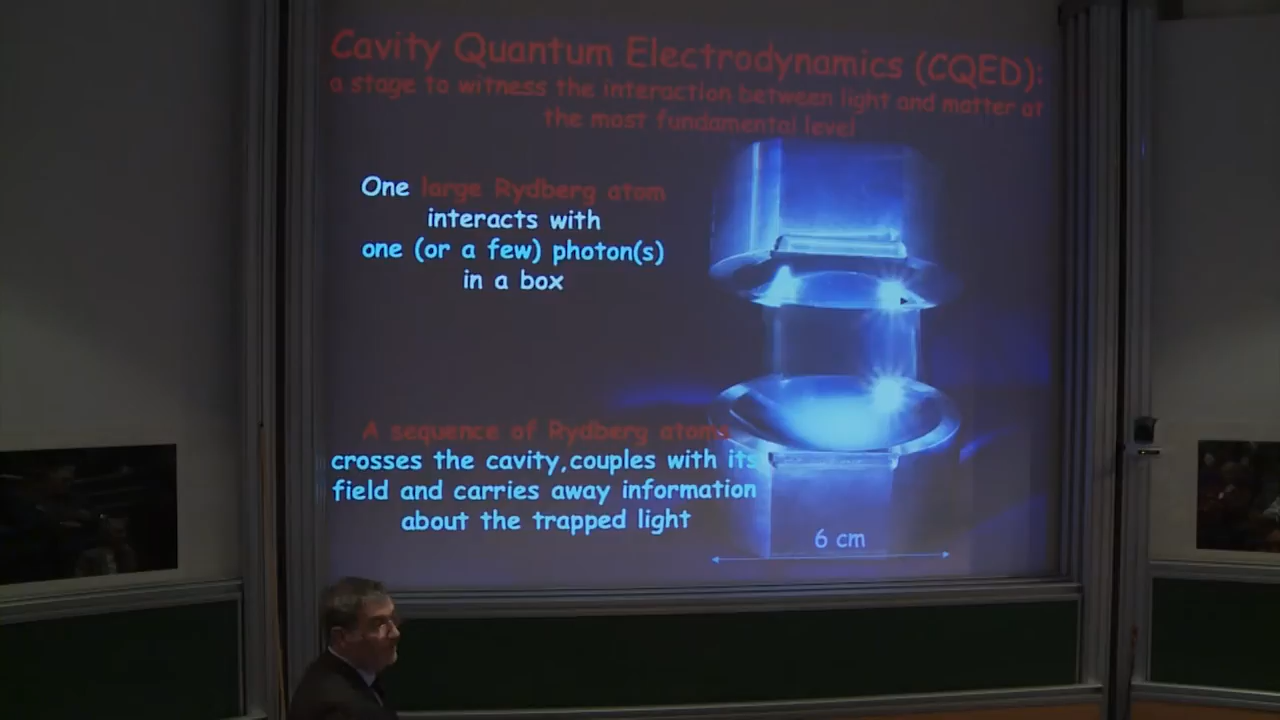 Cavity Quantum Electrodynamics (CQED):
a stage to witness the interaction between light and matter at
the most fundamental level
One large Rydberg atom
interacts with
one (or a few) photon(s)
in a box
A sequence of Rydberg atoms
crosses the cavity,couples with its
field and carries away information
about the trapped light
6 cm